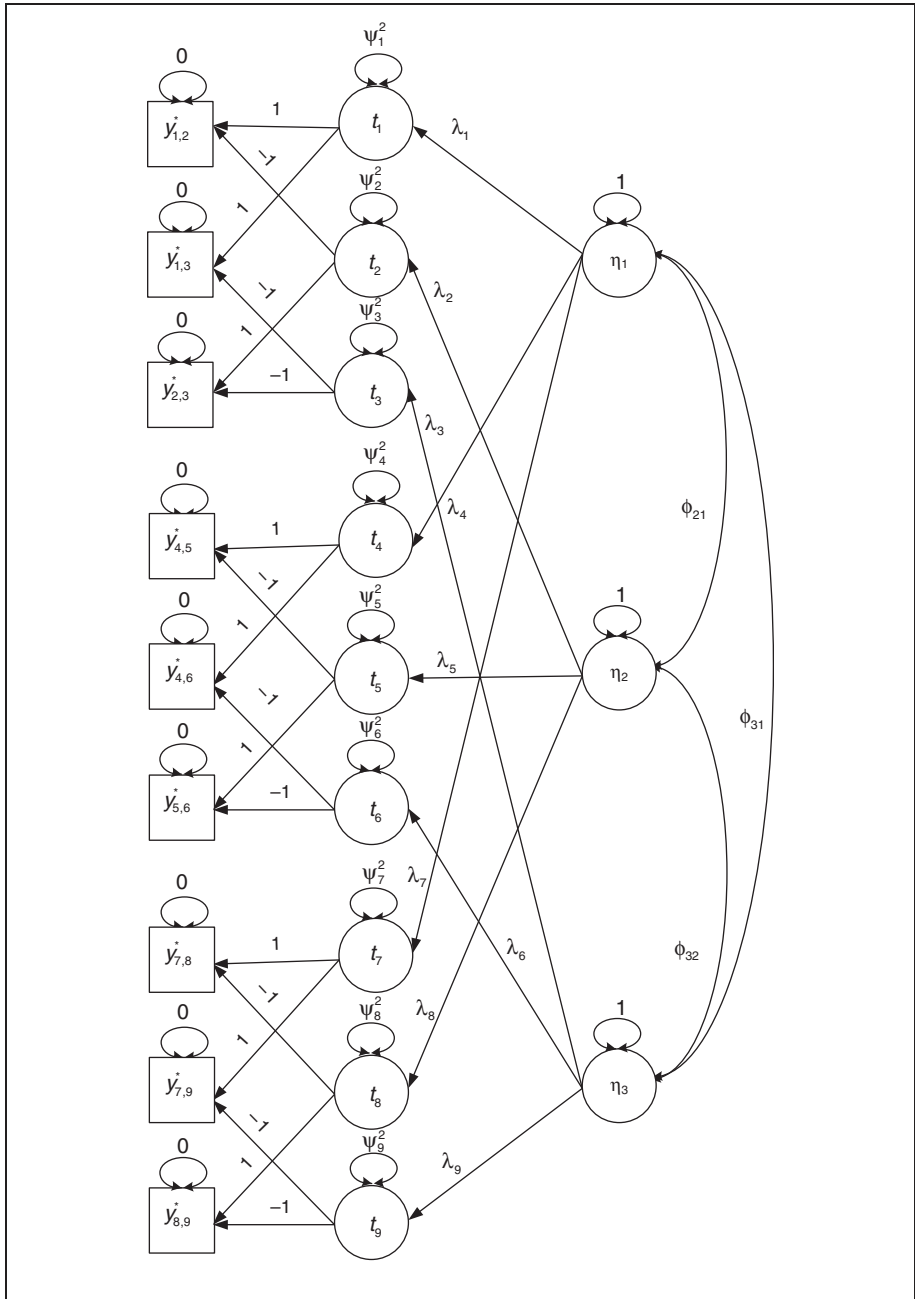 ψ₁²
0
1
y*₁,₂
t₁
λ₁
–1
ψ₂²
0
1
1
y*₁,₃
t₂
η₁
–1
λ₂
ψ₃²
0
1
y*₂,₃
–1
t₃
λ₃
ψ₄²
0
λ₄
φ₂₁
1
y*₄,₅
t₄
–1
ψ₅²
0
1
1
y*₄,₆
t₅
λ₅
η₂
–1
φ₃₁
ψ₆²
0
1
–1
y*₅,₆
t₆
ψ₇²
λ₇
0
1
λ₆
φ₃₂
y*₇,₈
t₇
–1
ψ₈²
λ₈
0
1
1
y*₇,₉
t₈
η₃
–1
ψ₉²
0
1
λ₉
–1
y*₈,₉
t₉